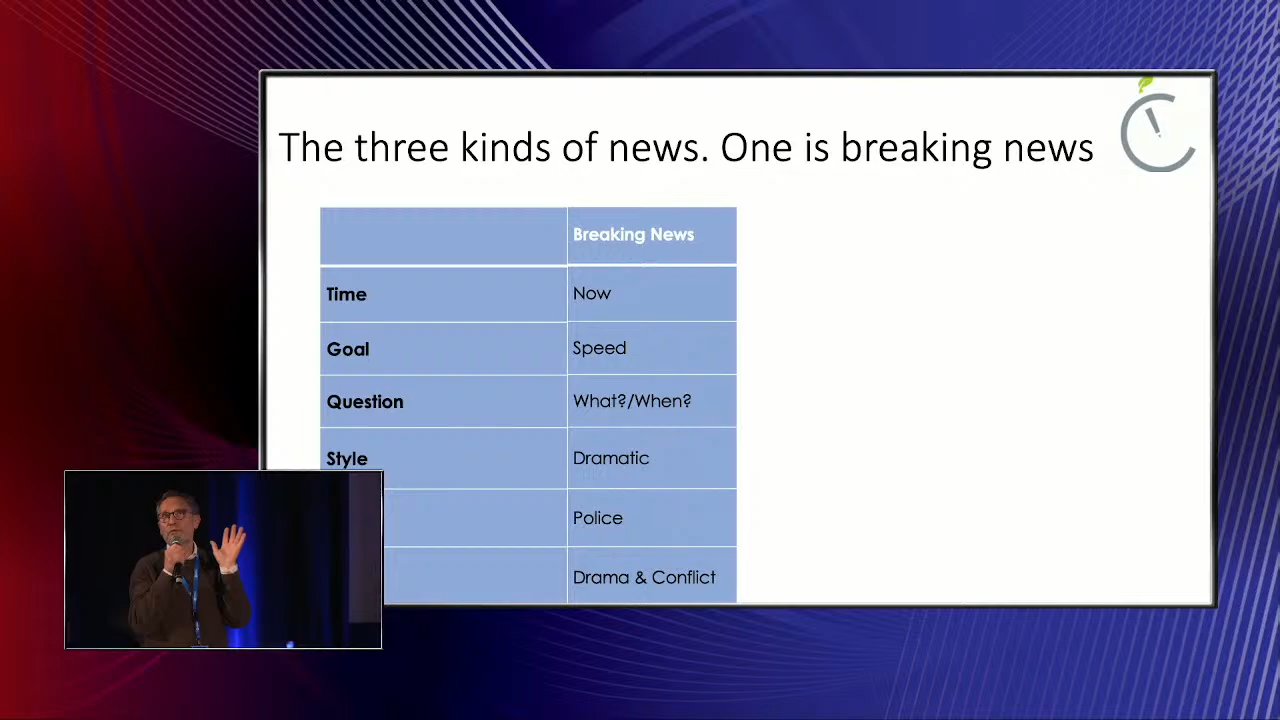 The three kinds of news. One is breaking news
Breaking News
Time Now
Goal Speed
Question What?/When?
Style Dramatic
Police
Drama & Conflict